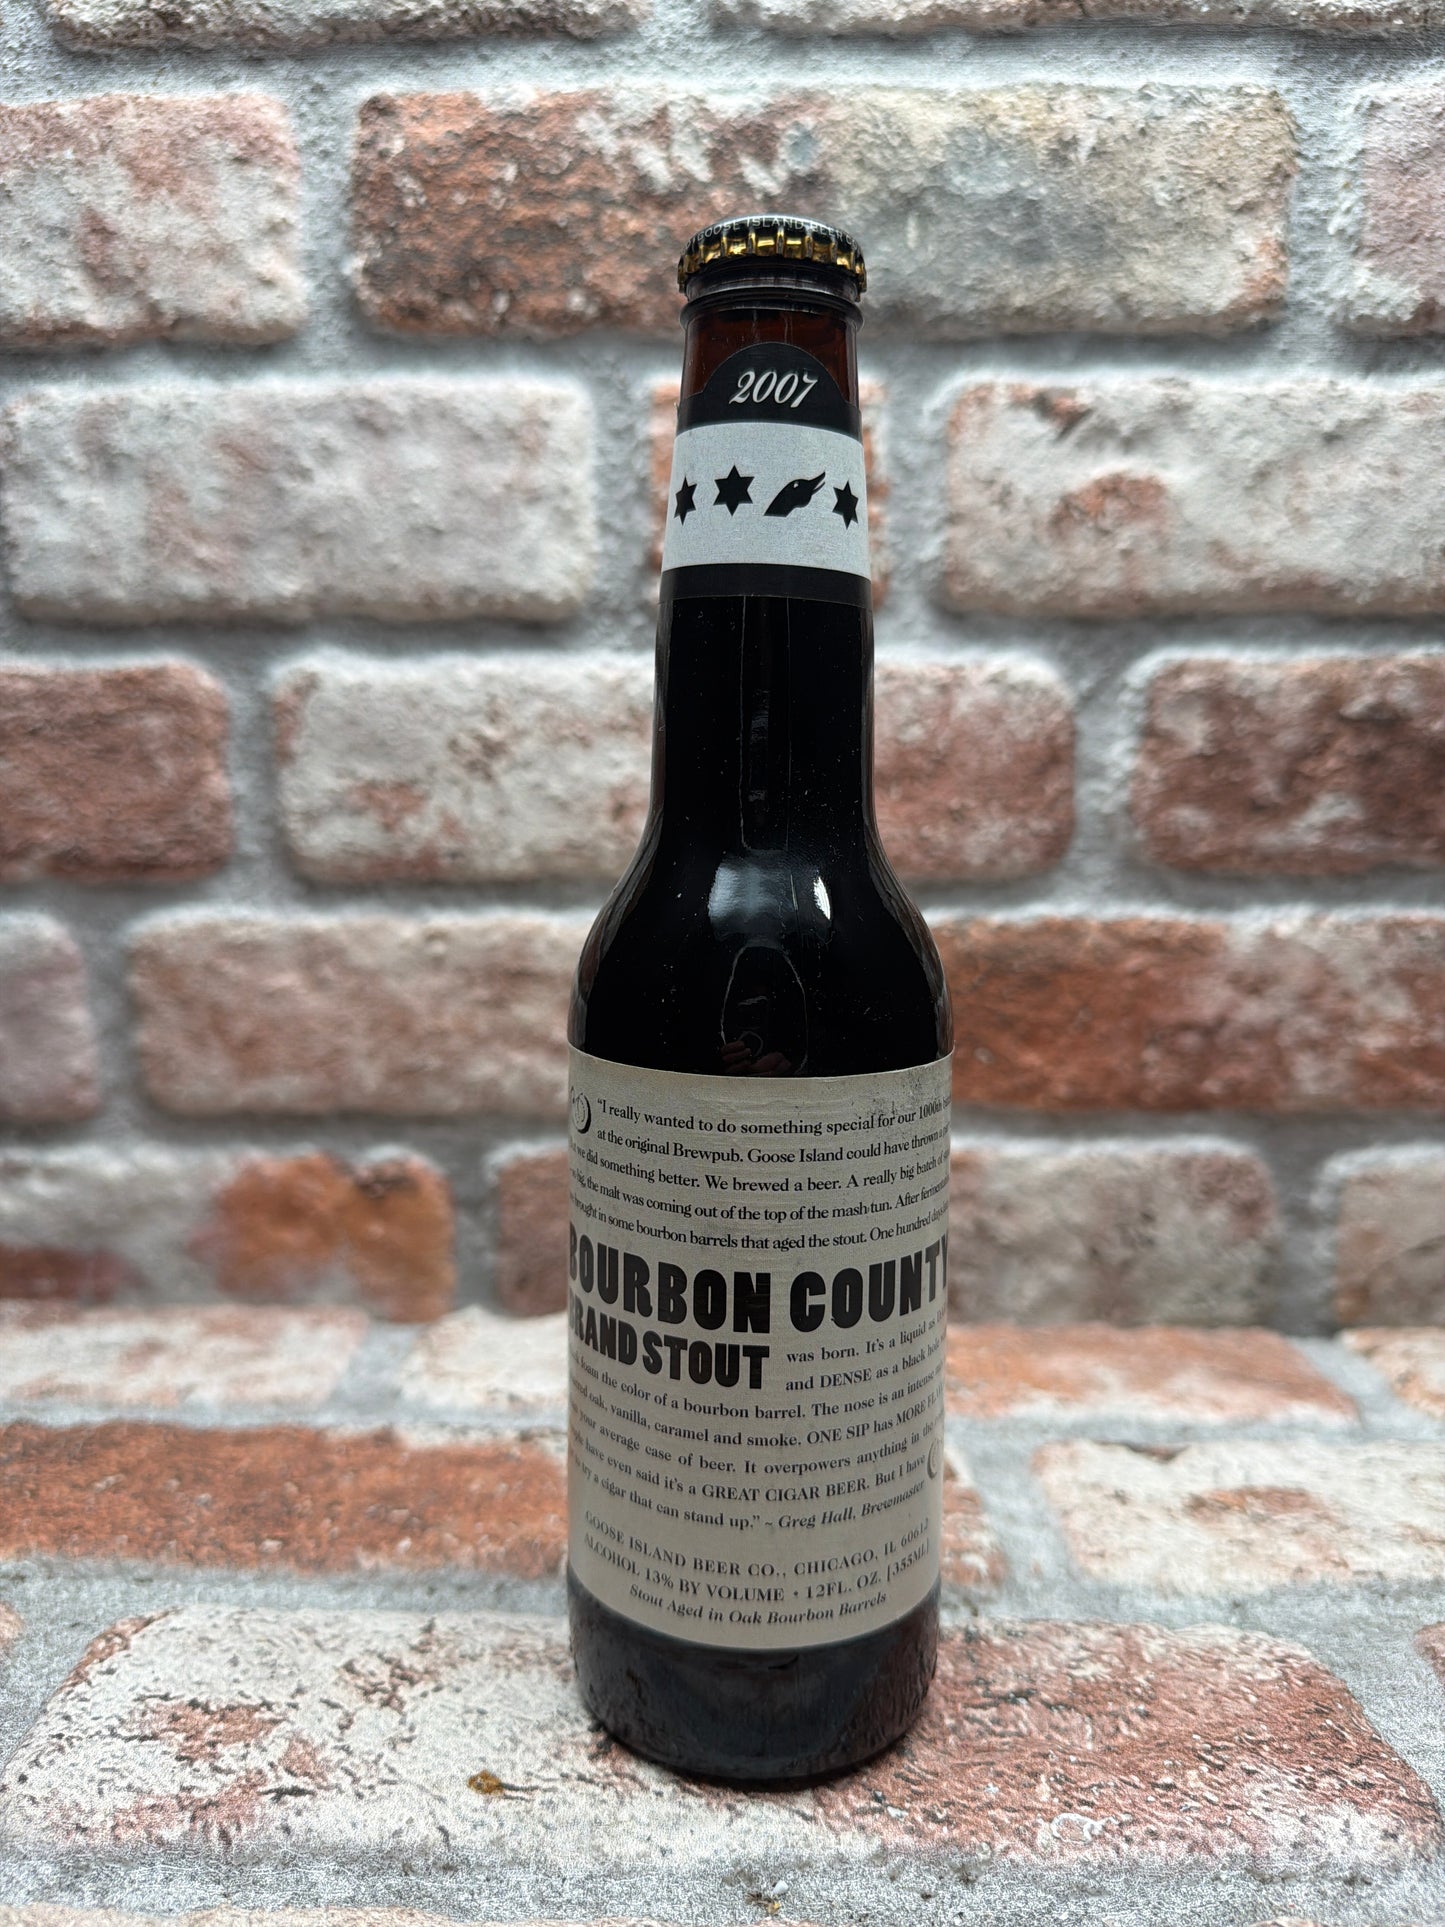 GOOSE ISLAND BEER CO
2007
"I really wanted to do something special for our 1000th
at the original Brewpub. Goose Island could have thrown a
we did something better. We brewed a beer. A really big batch of
big, the malt was coming out of the top of the mash tun. After
brought in some bourbon barrels that aged the stout. One hundred days
BOURBON COUNTY
BRAND STOUT
was born. It's a liquid as
and DENSE as a black hole
foam the color of a bourbon barrel. The nose is an intense
oak, vanilla, caramel and smoke. ONE SIP has MORE
your average case of beer. It overpowers anything in the
have even said it's a GREAT CIGAR BEER. But I have
to try a cigar that can stand up." ~ Greg Hall, Brewmaster
GOOSE ISLAND BEER CO., CHICAGO, IL 60612
ALCOHOL 13% BY VOLUME • 12FL. OZ. [355ML]
Stout Aged in Oak Bourbon Barrels